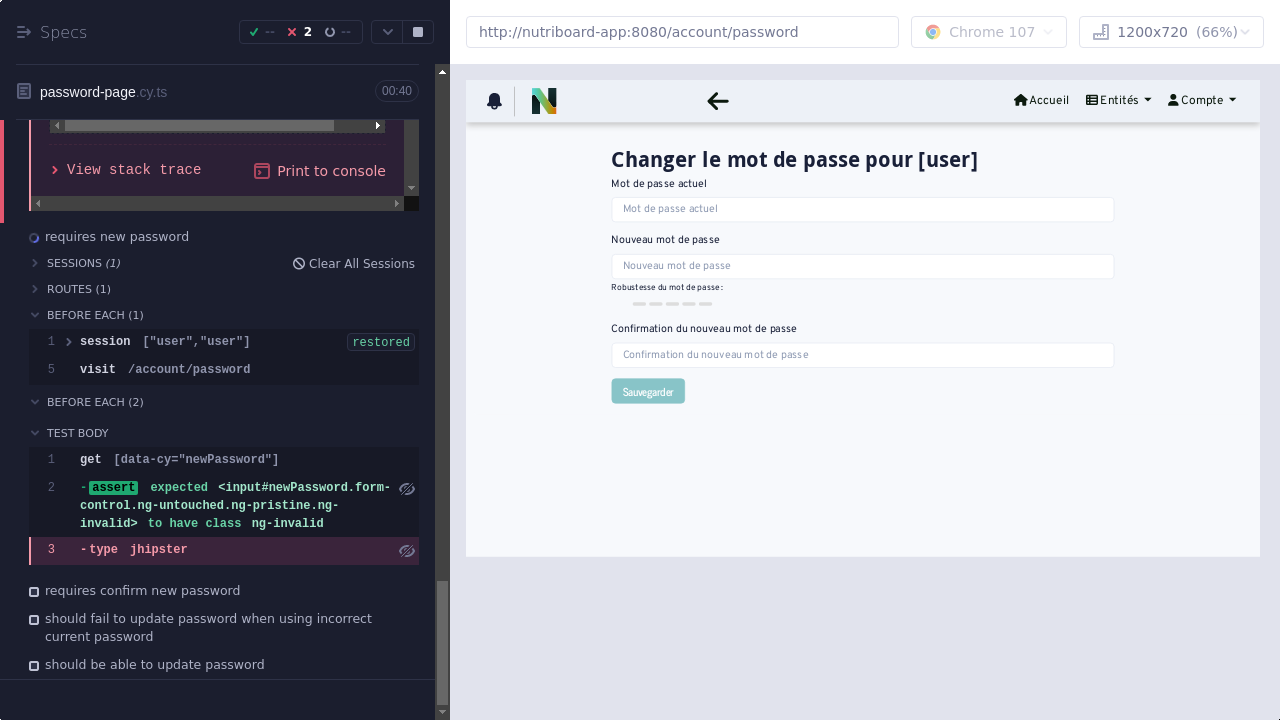 Specs
-- 2 --
password-page.cy.ts
00:40
View stack trace
Print to console
requires new password
SESSIONS (1)
Clear All Sessions
ROUTES (1)
BEFORE EACH (1)
1 session ["user","user"] restored
5 visit /account/password
BEFORE EACH (2)
TEST BODY
1 get [data-cy="newPassword"]
2 -assert expected <input#newPassword.form-
control.ng-untouched.ng-pristine.ng-
invalid> to have class ng-invalid
3 -type jhipster
requires confirm new password
should fail to update password when using incorrect
current password
should be able to update password
http://nutriboard-app:8080/account/password
Chrome 107
1200x720 (66%)
N
Accueil
Entités
Compte
Changer le mot de passe pour [user]
Mot de passe actuel
Mot de passe actuel
Nouveau mot de passe
Nouveau mot de passe
Robustesse du mot de passe :
Confirmation du nouveau mot de passe
Confirmation du nouveau mot de passe
Sauvegarder